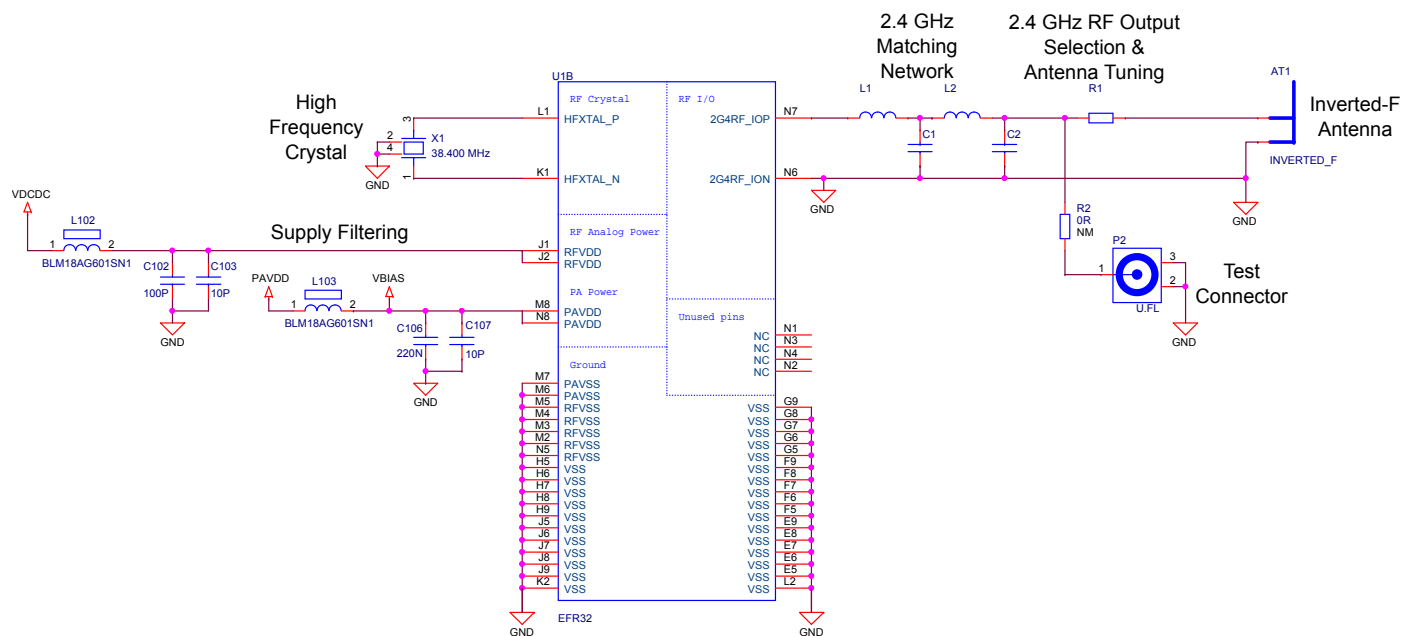 2.4 GHz
Matching
Network
2.4 GHz RF Output
Selection &
Antenna Tuning
High
Frequency
Crystal
Supply Filtering
Inverted-F
Antenna
Test
Connector
U1B
RF Crystal
RF I/O
L1
HFXTAL_P
K1
HFXTAL_N
3
2
4
1
X1
38.400 MHz
GND
VDCDC
L102
1
2
BLM18AG601SN1
C102
100P
C103
10P
GND
PAVDD
L103
1
2
BLM18AG601SN1
VBIAS
C106
220N
C107
10P
GND
RF Analog Power
J1
RFVDD
J2
RFVDD
PA Power
M8
PAVDD
N8
PAVDD
Ground
M7
PAVSS
M6
PAVSS
M5
RFVSS
M4
RFVSS
M3
RFVSS
M2
RFVSS
N5
RFVSS
H5
VSS
H6
VSS
H7
VSS
H8
VSS
H9
VSS
J5
VSS
J6
VSS
J7
VSS
J8
VSS
J9
VSS
K2
VSS
GND
EFR32
2G4RF_IOP
N7
2G4RF_ION
N6
GND
L1
C1
L2
C2
R1
AT1
INVERTED_F
GND
R2
0R
NM
P2
1
3
2
U.FL
GND
Unused pins
NC
N1
NC
N3
NC
N4
NC
N2
VSS
G9
VSS
G8
VSS
G7
VSS
G6
VSS
G5
VSS
F9
VSS
F8
VSS
F7
VSS
F6
VSS
F5
VSS
E9
VSS
E8
VSS
E7
VSS
E6
VSS
E5
VSS
L2
GND